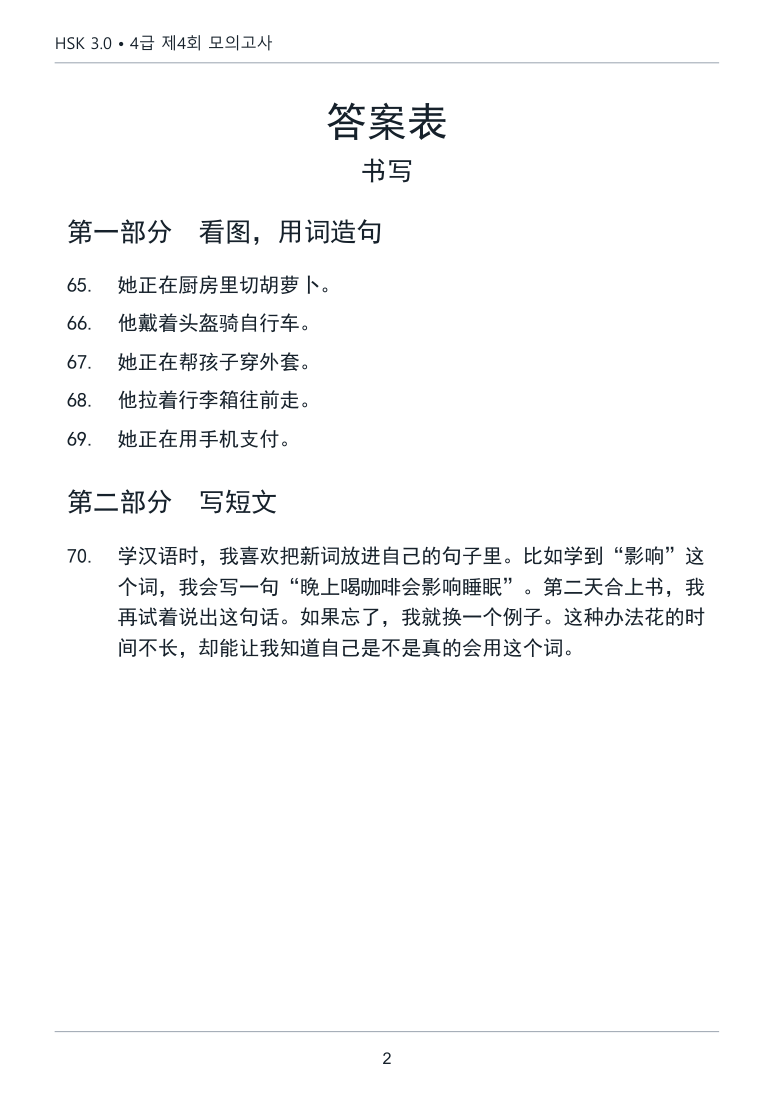 HSK 3.0 • 4급 제4회 모의고사
答案表
书写
第一部分　看图，用词造句
65. 她正在厨房里切胡萝卜。
66. 他戴着头盔骑自行车。
67. 她正在帮孩子穿外套。
68. 他拉着行李箱往前走。
69. 她正在用手机支付。
第二部分　写短文
70. 学汉语时，我喜欢把新词放进自己的句子里。比如学到“影响”这
个词，我会写一句“晚上喝咖啡会影响睡眠”。第二天合上书，我
再试着说出这句话。如果忘了，我就换一个例子。这种办法花的时
间不长，却能让我知道自己是不是真的会用这个词。
2